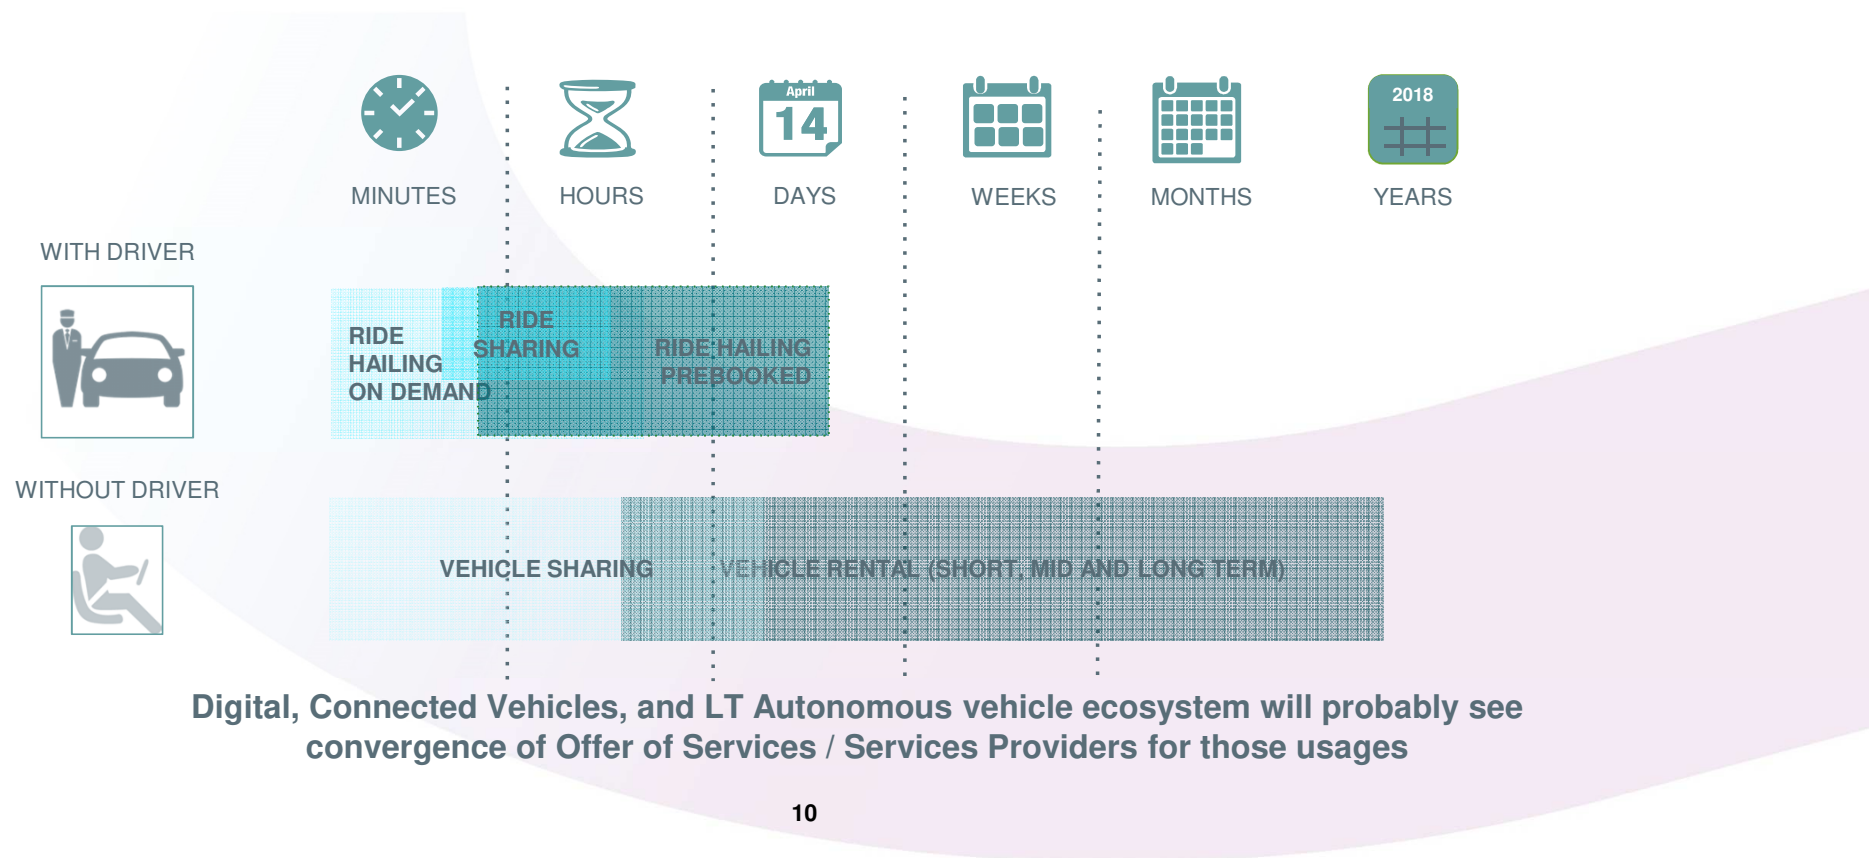 2018
April
14
MINUTES
HOURS
DAYS
WEEKS
MONTHS
YEARS
WITH DRIVER
RIDE
HAILING
ON DEMAND
RIDE
SHARING
RIDE HAILING
PREBOOKED
WITHOUT DRIVER
VEHICLE SHARING
VEHICLE RENTAL (SHORT, MID AND LONG TERM)
Digital, Connected Vehicles, and LT Autonomous vehicle ecosystem will probably see
convergence of Offer of Services / Services Providers for those usages
10